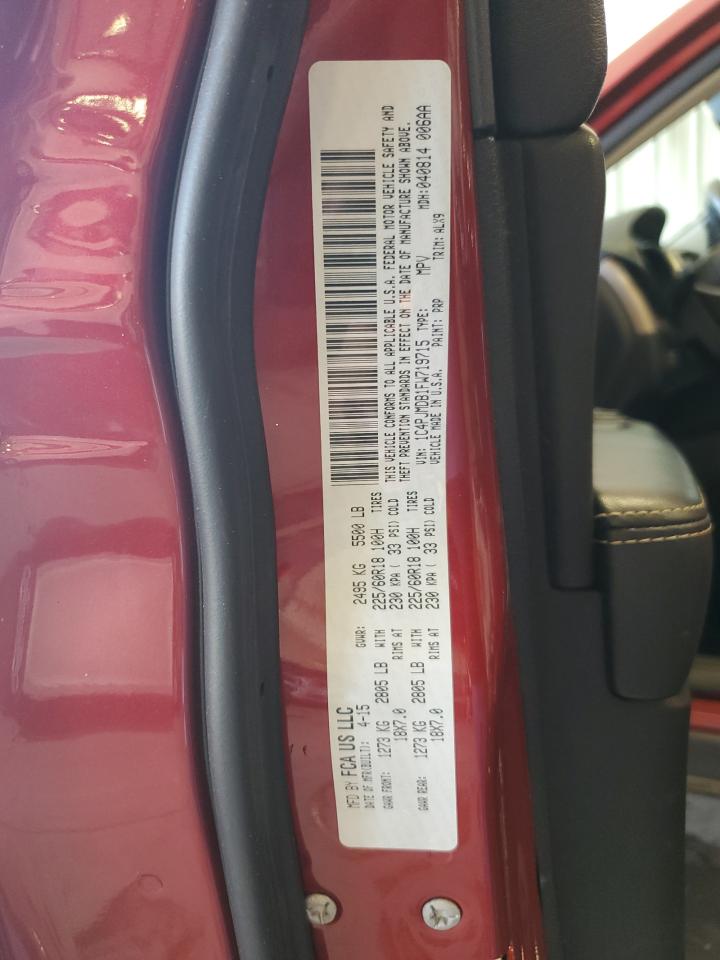 MFD BY FCA US LLC
DATE OF MFR(BUILT): 4-15 GVWR: 2495 KG 5500 LB
GAWR FRONT: 1273 KG 2805 LB WITH 225/60R18 100H TIRES
18X7.0 RIMS AT 230 KPA ( 33 PSI) COLD
GAWR REAR: 1273 KG 2805 LB WITH 225/60R18 100H TIRES
18X7.0 RIMS AT 230 KPA ( 33 PSI) COLD
THIS VEHICLE CONFORMS TO ALL APPLICABLE U.S.A. FEDERAL MOTOR VEHICLE SAFETY AND
THEFT PREVENTION STANDARDS IN EFFECT ON THE DATE OF MANUFACTURE SHOWN ABOVE.
VIN: 1C4PJMDB1FW719715 TYPE: MPV MDH:040814 006AA
VEHICLE MADE IN U.S.A. PAINT: PRP TRIM: ALX9